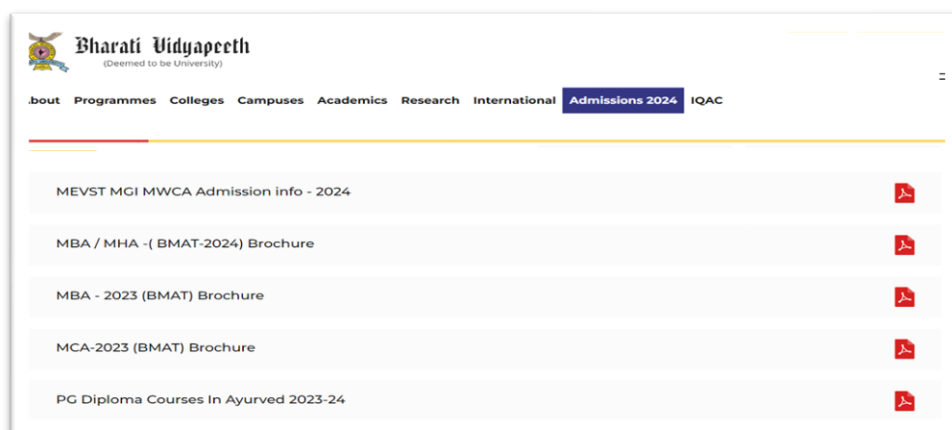 Bharati Vidyapeeth
(Deemed to be University)
.bout Programmes Colleges Campuses Academics Research International Admissions 2024 IQAC
MEVST MGI MWCA Admission info - 2024
MBA / MHA -( BMAT-2024) Brochure
MBA - 2023 (BMAT) Brochure
MCA-2023 (BMAT) Brochure
PG Diploma Courses In Ayurved 2023-24